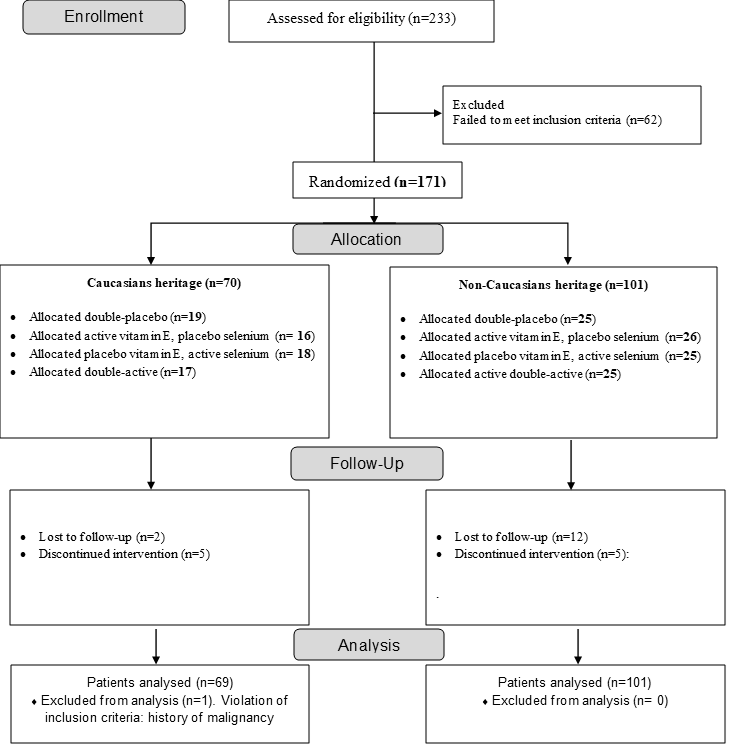 Enrollment
Assessed for eligibility (n=233)
Excluded
Failed to meet inclusion criteria (n=62)
Randomized (n=171)
Allocation
Caucasians heritage (n=70)
• Allocated double-placebo (n=19)
• Allocated active vitamin E, placebo selenium (n= 16)
• Allocated placebo vitamin E, active selenium (n= 18)
• Allocated double-active (n=17)
Non-Caucasians heritage (n=101)
• Allocated double-placebo (n=25)
• Allocated active vitamin E, placebo selenium (n=26)
• Allocated placebo vitamin E, active selenium (n=25)
• Allocated active double-active (n=25)
Follow-Up
• Lost to follow-up (n=2)
• Discontinued intervention (n=5)
• Lost to follow-up (n=12)
• Discontinued intervention (n=5):
.
Analysis
Patients analysed (n=69)
♦ Excluded from analysis (n=1). Violation of
inclusion criteria: history of malignancy
Patients analysed (n=101)
♦ Excluded from analysis (n= 0)